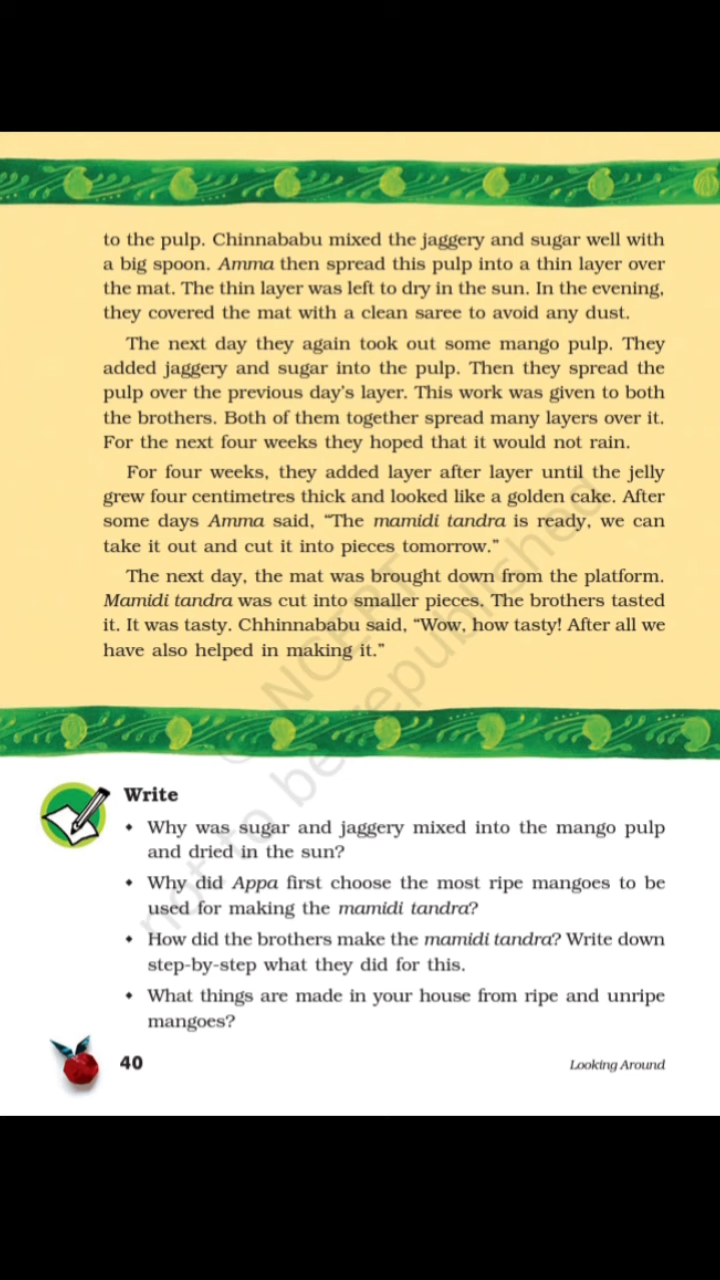 to the pulp. Chinnababu mixed the jaggery and sugar well with
a big spoon. Amma then spread this pulp into a thin layer over
the mat. The thin layer was left to dry in the sun. In the evening,
they covered the mat with a clean saree to avoid any dust.
The next day they again took out some mango pulp. They
added jaggery and sugar into the pulp. Then they spread the
pulp over the previous day's layer. This work was given to both
the brothers. Both of them together spread many layers over it.
For the next four weeks they hoped that it would not rain.
For four weeks, they added layer after layer until the jelly
grew four centimetres thick and looked like a golden cake. After
some days Amma said, “The mamidi tandra is ready, we can
take it out and cut it into pieces tomorrow.”
The next day, the mat was brought down from the platform.
Mamidi tandra was cut into smaller pieces. The brothers tasted
it. It was tasty. Chhinnababu said, “Wow, how tasty! After all we
have also helped in making it.”
© NCERT
not to be republished
Write
• Why was sugar and jaggery mixed into the mango pulp
and dried in the sun?
• Why did Appa first choose the most ripe mangoes to be
used for making the mamidi tandra?
• How did the brothers make the mamidi tandra? Write down
step-by-step what they did for this.
• What things are made in your house from ripe and unripe
mangoes?
40
Looking Around